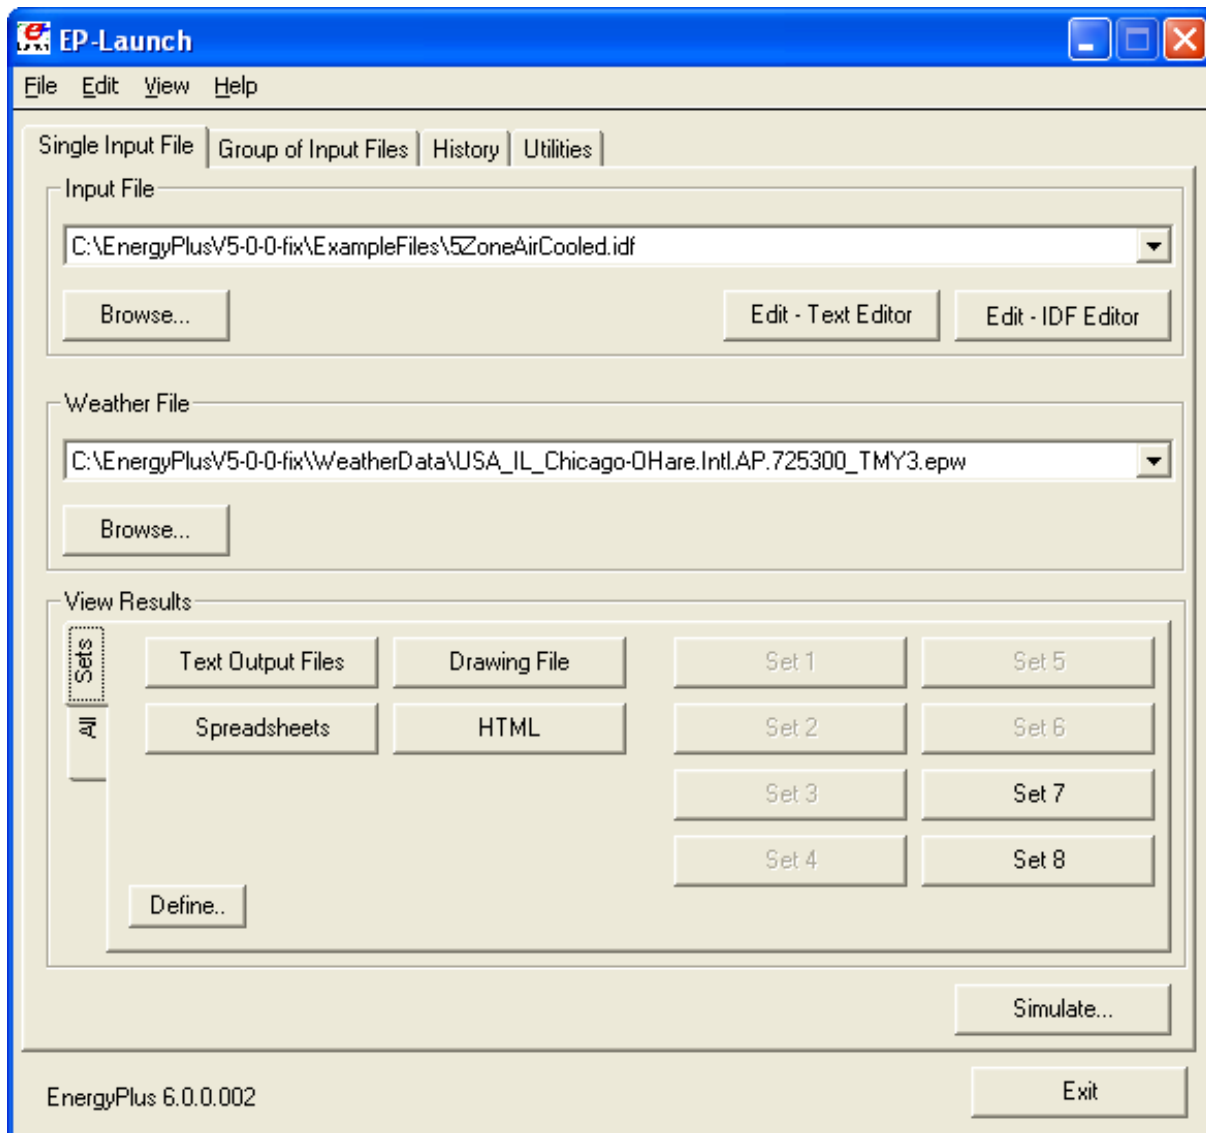 EP-Launch
File Edit View Help
Single Input File Group of Input Files History Utilities
Input File
C:\EnergyPlusV5-0-0-fix\ExampleFiles\5ZoneAirCooled.idf
Browse... Edit - Text Editor Edit - IDF Editor
Weather File
C:\EnergyPlusV5-0-0-fix\WeatherData\USA_IL_Chicago-OHare.Intl.AP.725300_TMY3.epw
Browse...
View Results
Sets Text Output Files Drawing File Set 1 Set 5
All Spreadsheets HTML Set 2 Set 6
Set 3 Set 7
Set 4 Set 8
Define..
Simulate...
EnergyPlus 6.0.0.002 Exit